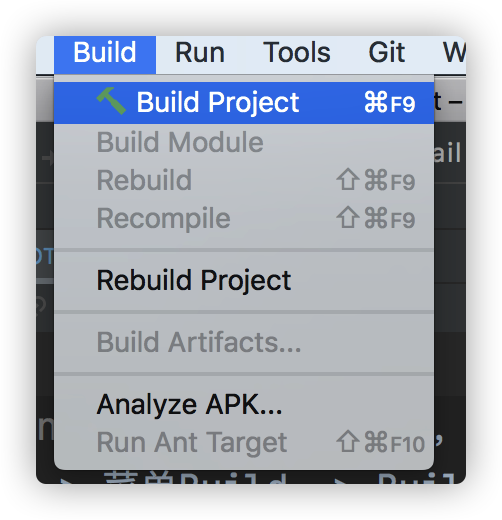 Build Run Tools Git W
Build Project ⌘F9
Build Module
ail
Rebuild ⇧⌘F9
Recompile ⇧⌘F9
OT
Rebuild Project
Build Artifacts...
Analyze APK...
Run Ant Target ⇧⌘F10
-> 菜单Build -> Buil